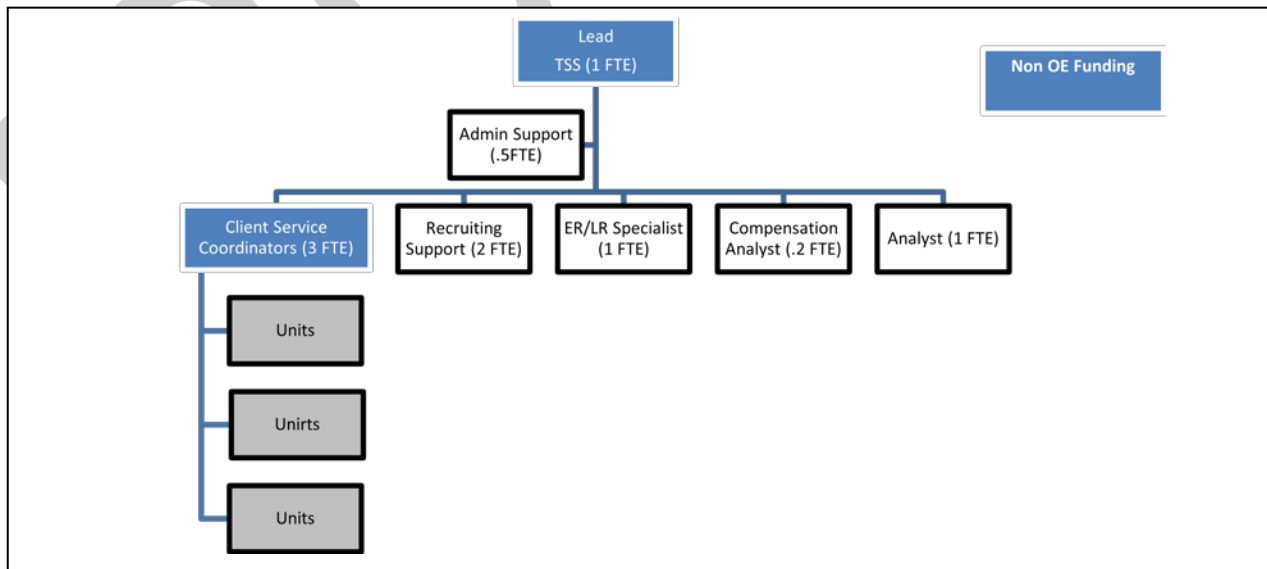 Lead
TSS (1 FTE)
Non OE Funding
Admin Support
(.5FTE)
Client Service
Coordinators (3 FTE)
Recruiting
Support (2 FTE)
ER/LR Specialist
(1 FTE)
Compensation
Analyst (.2 FTE)
Analyst (1 FTE)
Units
Unirts
Units